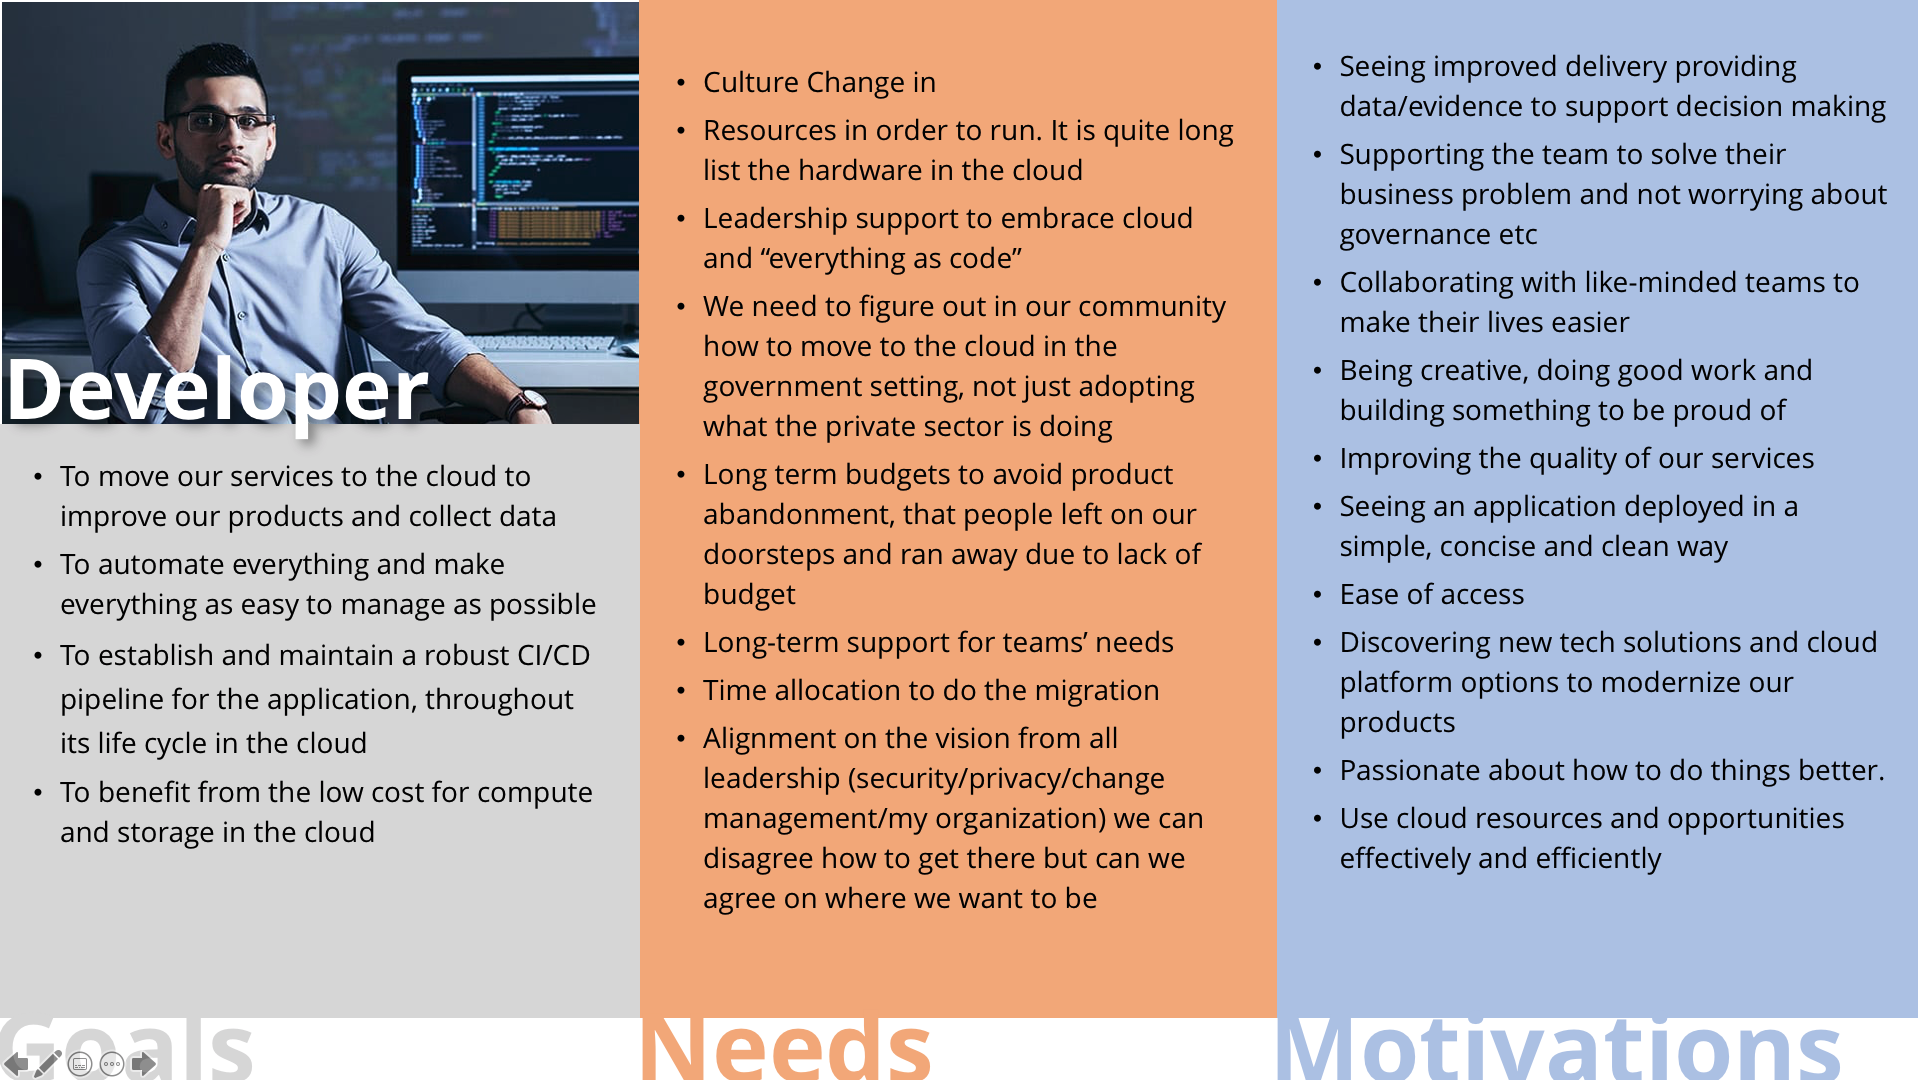 Developer
• To move our services to the cloud to
improve our products and collect data
• To automate everything and make
everything as easy to manage as possible
• To establish and maintain a robust CI/CD
pipeline for the application, throughout
its life cycle in the cloud
• To benefit from the low cost for compute
and storage in the cloud
Goals
• Culture Change in
• Resources in order to run. It is quite long
list the hardware in the cloud
• Leadership support to embrace cloud
and “everything as code”
• We need to figure out in our community
how to move to the cloud in the
government setting, not just adopting
what the private sector is doing
• Long term budgets to avoid product
abandonment, that people left on our
doorsteps and ran away due to lack of
budget
• Long-term support for teams’ needs
• Time allocation to do the migration
• Alignment on the vision from all
leadership (security/privacy/change
management/my organization) we can
disagree how to get there but can we
agree on where we want to be
Needs
• Seeing improved delivery providing
data/evidence to support decision making
• Supporting the team to solve their
business problem and not worrying about
governance etc
• Collaborating with like-minded teams to
make their lives easier
• Being creative, doing good work and
building something to be proud of
• Improving the quality of our services
• Seeing an application deployed in a
simple, concise and clean way
• Ease of access
• Discovering new tech solutions and cloud
platform options to modernize our
products
• Passionate about how to do things better.
• Use cloud resources and opportunities
effectively and efficiently
Motivations